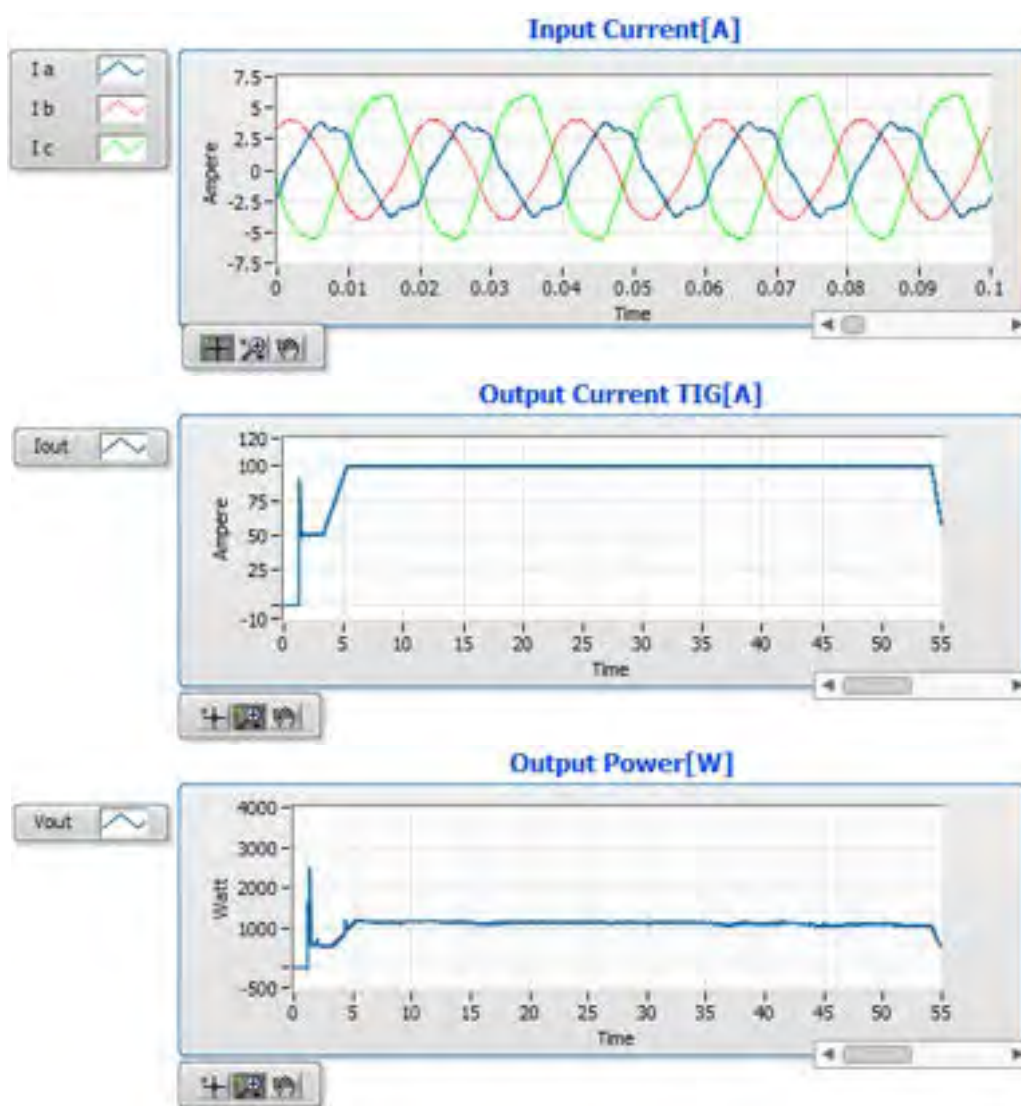 Input Current[A]
Ia
Ib
Ic
Ampere
7.5
5
2.5
0
-2.5
-5
-7.5
0 0.01 0.02 0.03 0.04 0.05 0.06 0.07 0.08 0.09 0.1
Time
Output Current TIG[A]
Iout
Ampere
120
100
75
50
25
-10
0 5 10 15 20 25 30 35 40 45 50 55
Time
Output Power[W]
Vout
Watt
4000
3000
2000
1000
-500
0 5 10 15 20 25 30 35 40 45 50 55
Time